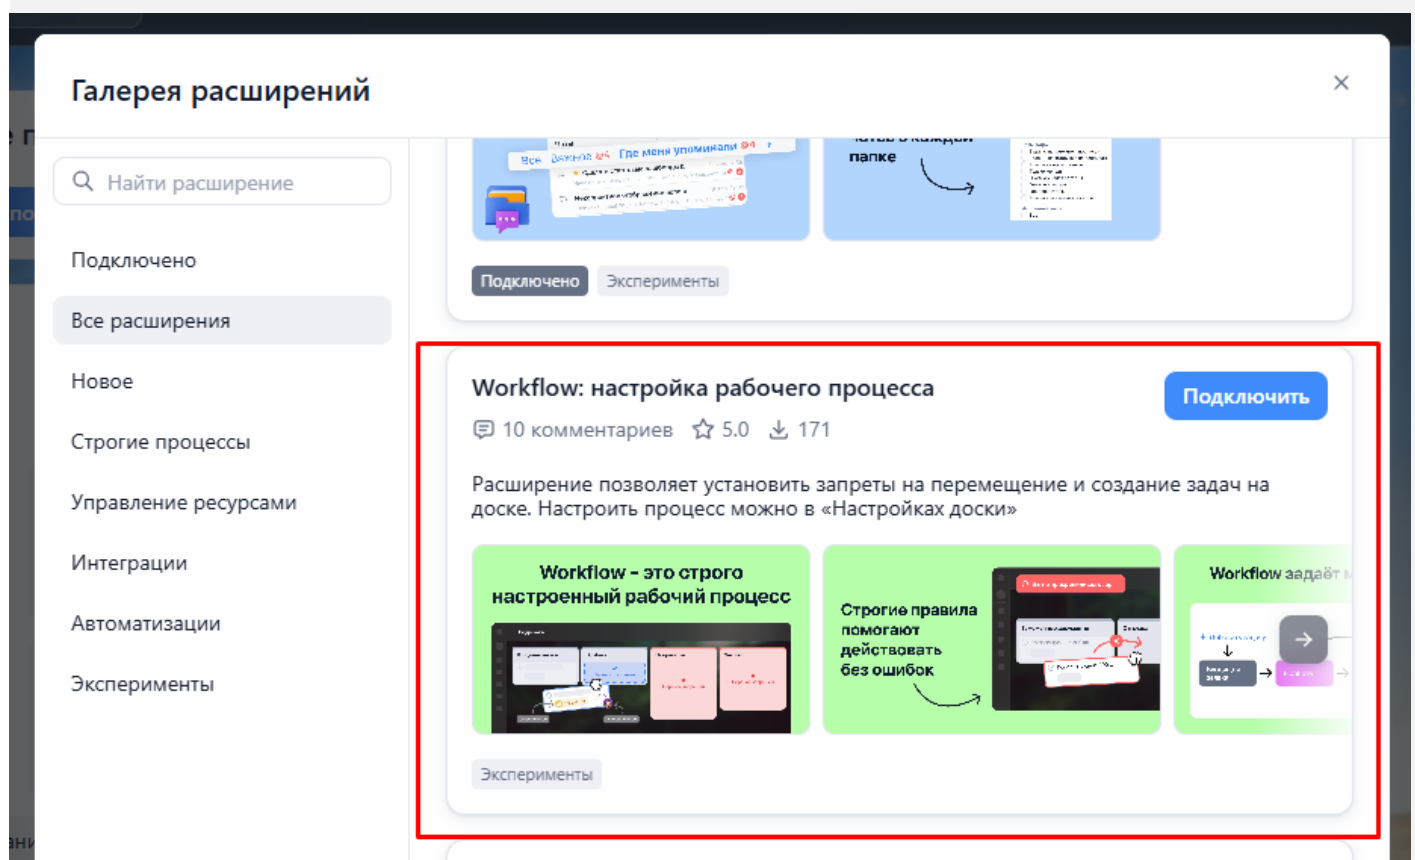 Галерея расширений
Найти расширение
Подключено
Все расширения
Новое
Строгие процессы
Управление ресурсами
Интеграции
Автоматизации
Эксперименты
Где меня упоминали
папке
Подключено
Эксперименты
Workflow: настройка рабочего процесса
Подключить
10 комментариев 5.0 171
Расширение позволяет установить запреты на перемещение и создание задач на
доске. Настроить процесс можно в «Настройках доски»
Workflow – это строго
настроенный рабочий процесс
Строгие правила
помогают
действовать
без ошибок
Workflow задаёт
Эксперименты